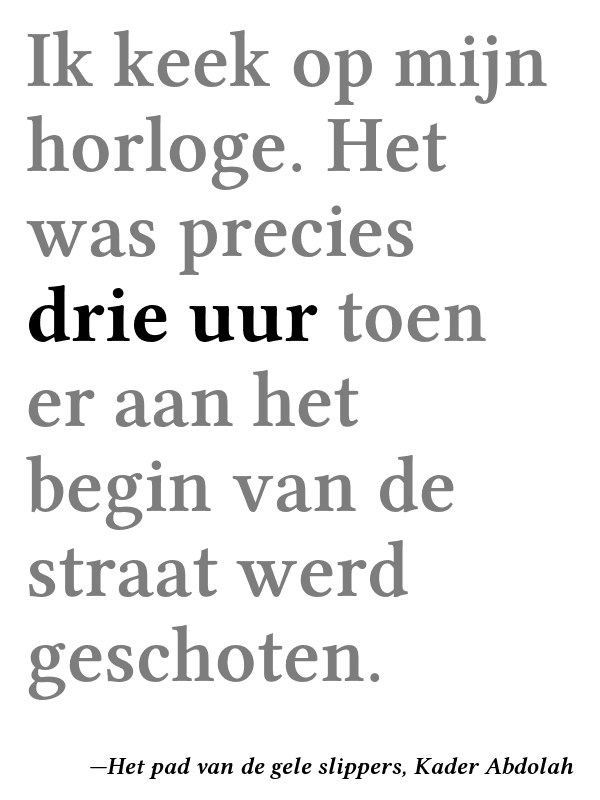 Ik keek op mijn
horloge. Het
was precies
drie uur toen
er aan het
begin van de
straat werd
geschoten.
—Het pad van de gele slippers, Kader Abdolah